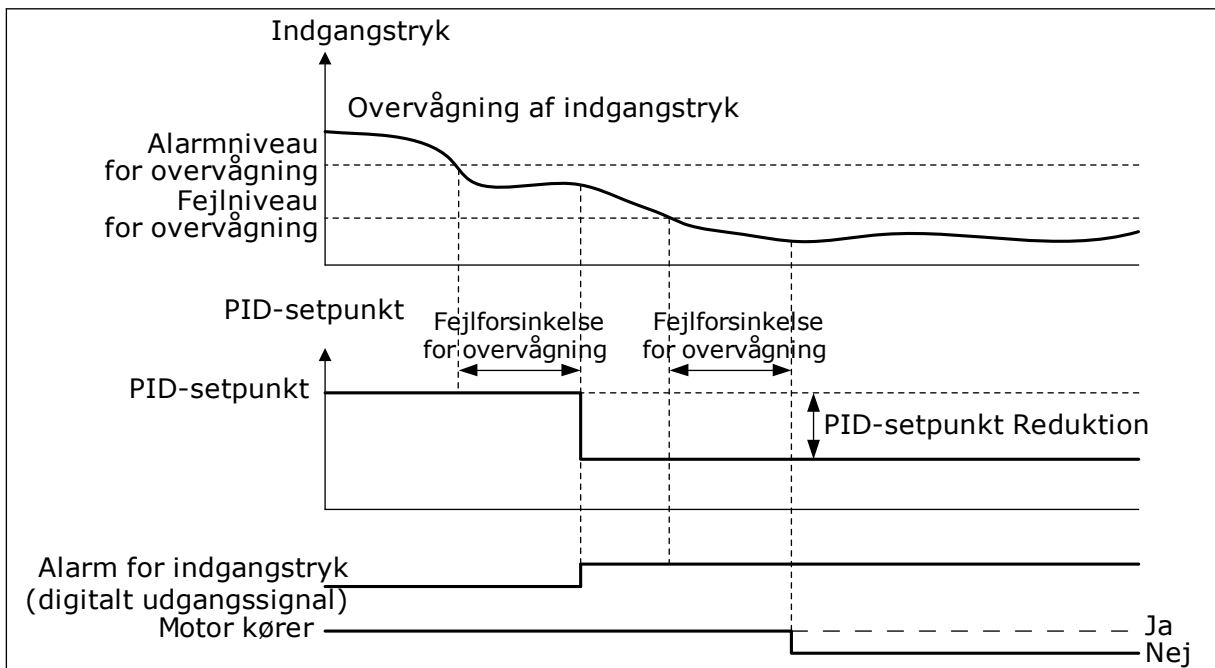 Indgangstryk
Overvågning af indgangstryk
Alarmniveau
for overvågning
Fejlniveau
for overvågning
PID-setpunkt
Fejlforsinkelse
for overvågning
Fejlforsinkelse
for overvågning
PID-setpunkt
PID-setpunkt Reduktion
Alarm for indgangstryk
(digitalt udgangssignal)
Motor kører
Ja
Nej